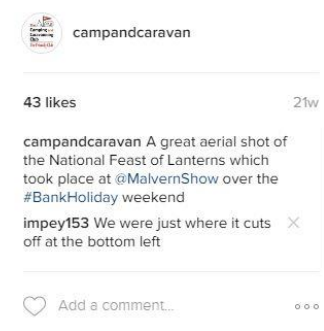 campandcaravan
43 likes 21w
campandcaravan A great aerial shot of
the National Feast of Lanterns which
took place at @MalvernShow over the
#BankHoliday weekend
impey153 We were just where it cuts
off at the bottom left
Add a comment...